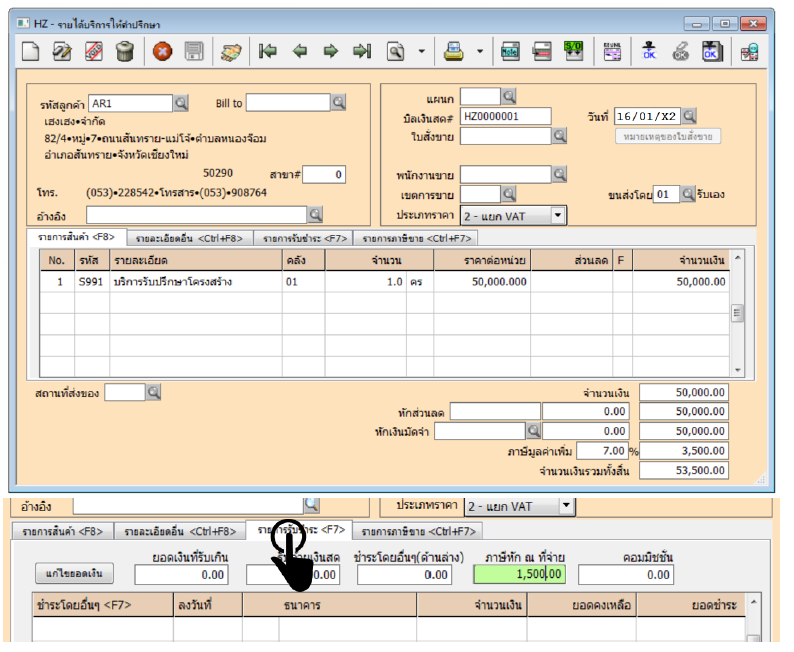 HZ - รายได้บริการให้คำปรึกษา
รหัสลูกค้า AR1 Bill to
เฮงเฮง•จำกัด
82/4•หมู่•7•ถนนสันทราย-แม่โจ้•ตำบลหนองจ๊อม
อำเภอสันทราย•จังหวัดเชียงใหม่
50290 สาขา# 0
โทร. (053)•228542•โทรสาร•(053)•908764
อ้างอิง
แผนก
บิลเงินสด# HZ0000001 วันที่ 16/01/X2
ใบสั่งขาย หมายเหตุของใบสั่งขาย
พนักงานขาย
เขตการขาย ขนส่งโดย 01 รับเอง
ประเภทราคา 2 - แยก VAT
รายการสินค้า <F8> รายละเอียดอื่น <Ctrl+F8> รายการรับชำระ <F7> รายการภาษีขาย <Ctrl+F7>
No. รหัส รายละเอียด คลัง จำนวน ราคาต่อหน่วย ส่วนลด F จำนวนเงิน
1 S991 บริการรับปรึกษาโครงสร้าง 01 1.0 คร 50,000.000 50,000.00
สถานที่ส่งของ จำนวนเงิน 50,000.00
หักส่วนลด 0.00 50,000.00
หักเงินมัดจำ 0.00 50,000.00
ภาษีมูลค่าเพิ่ม 7.00 % 3,500.00
จำนวนเงินรวมทั้งสิ้น 53,500.00
อ้างอิง ประเภทราคา 2 - แยก VAT
รายการสินค้า <F8> รายละเอียดอื่น <Ctrl+F8> รายการรับชำระ <F7> รายการภาษีขาย <Ctrl+F7>
ยอดเงินที่รับเกิน เงินสด ชำระโดยอื่นๆ(ด้านล่าง) ภาษีหัก ณ ที่จ่าย คอมมิชชั่น
แก้ไขยอดเงิน 0.00 0.00 0.00 1,500.00 0.00
ชำระโดยอื่นๆ <F7> ลงวันที่ ธนาคาร จำนวนเงิน ยอดคงเหลือ ยอดชำระ